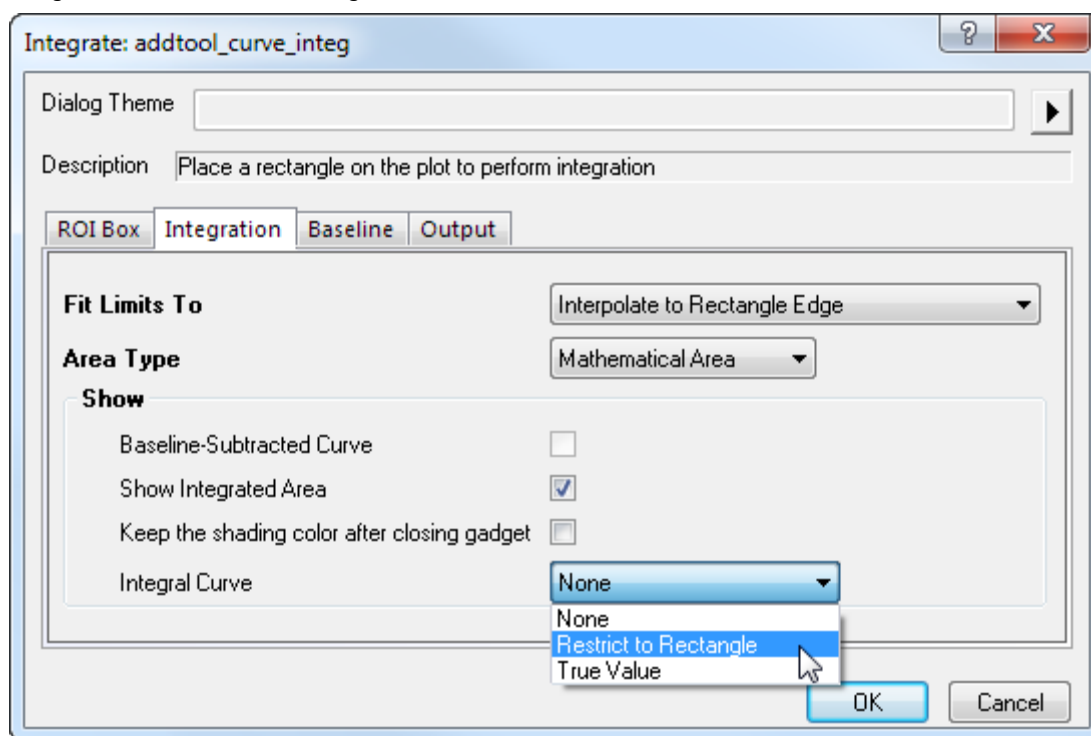 Integrate: addtool_curve_integ
Dialog Theme
Description Place a rectangle on the plot to perform integration
ROI Box Integration Baseline Output
Fit Limits To Interpolate to Rectangle Edge
Area Type Mathematical Area
Show
Baseline-Subtracted Curve
Show Integrated Area
Keep the shading color after closing gadget
Integral Curve None
None
Restrict to Rectangle
True Value
OK Cancel